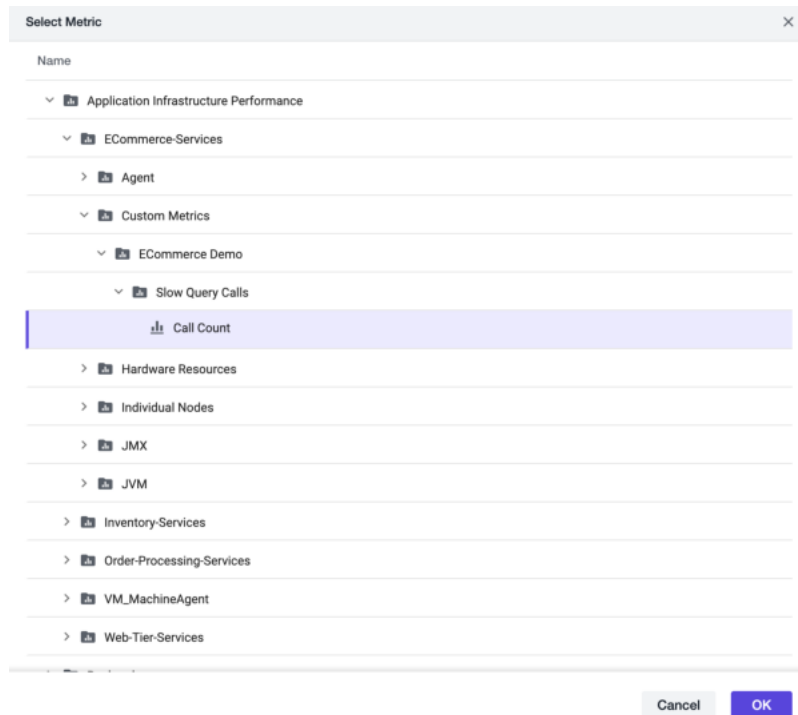 Select Metric
Name
Application Infrastructure Performance
ECommerce-Services
Agent
Custom Metrics
ECommerce Demo
Slow Query Calls
Call Count
Hardware Resources
Individual Nodes
JMX
JVM
Inventory-Services
Order-Processing-Services
VM_MachineAgent
Web-Tier-Services
Cancel OK